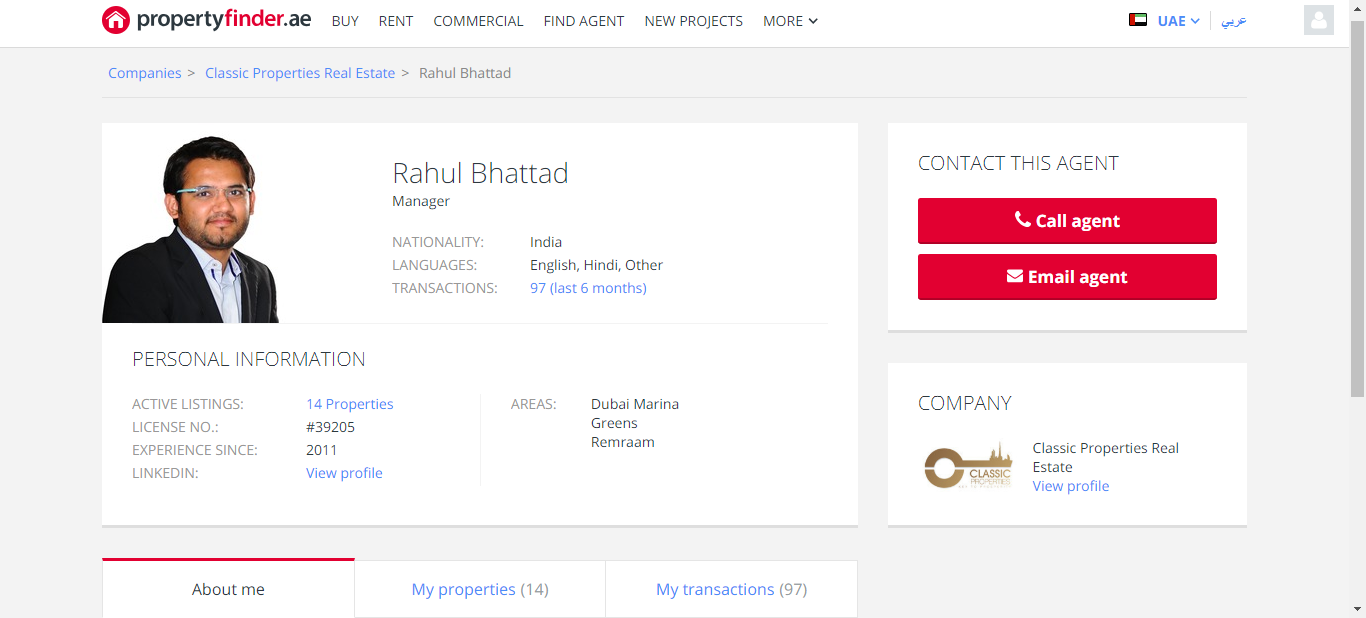 propertyfinder.ae BUY RENT COMMERCIAL FIND AGENT NEW PROJECTS MORE UAE عربي
Companies > Classic Properties Real Estate > Rahul Bhattad
Rahul Bhattad
Manager
NATIONALITY: India
LANGUAGES: English, Hindi, Other
TRANSACTIONS: 97 (last 6 months)
PERSONAL INFORMATION
ACTIVE LISTINGS: 14 Properties
LICENSE NO.: #39205
EXPERIENCE SINCE: 2011
LINKEDIN: View profile
AREAS: Dubai Marina
Greens
Remraam
CONTACT THIS AGENT
Call agent
Email agent
COMPANY
CLASSIC
PROPERTIES
Classic Properties Real
Estate
View profile
About me
My properties (14)
My transactions (97)